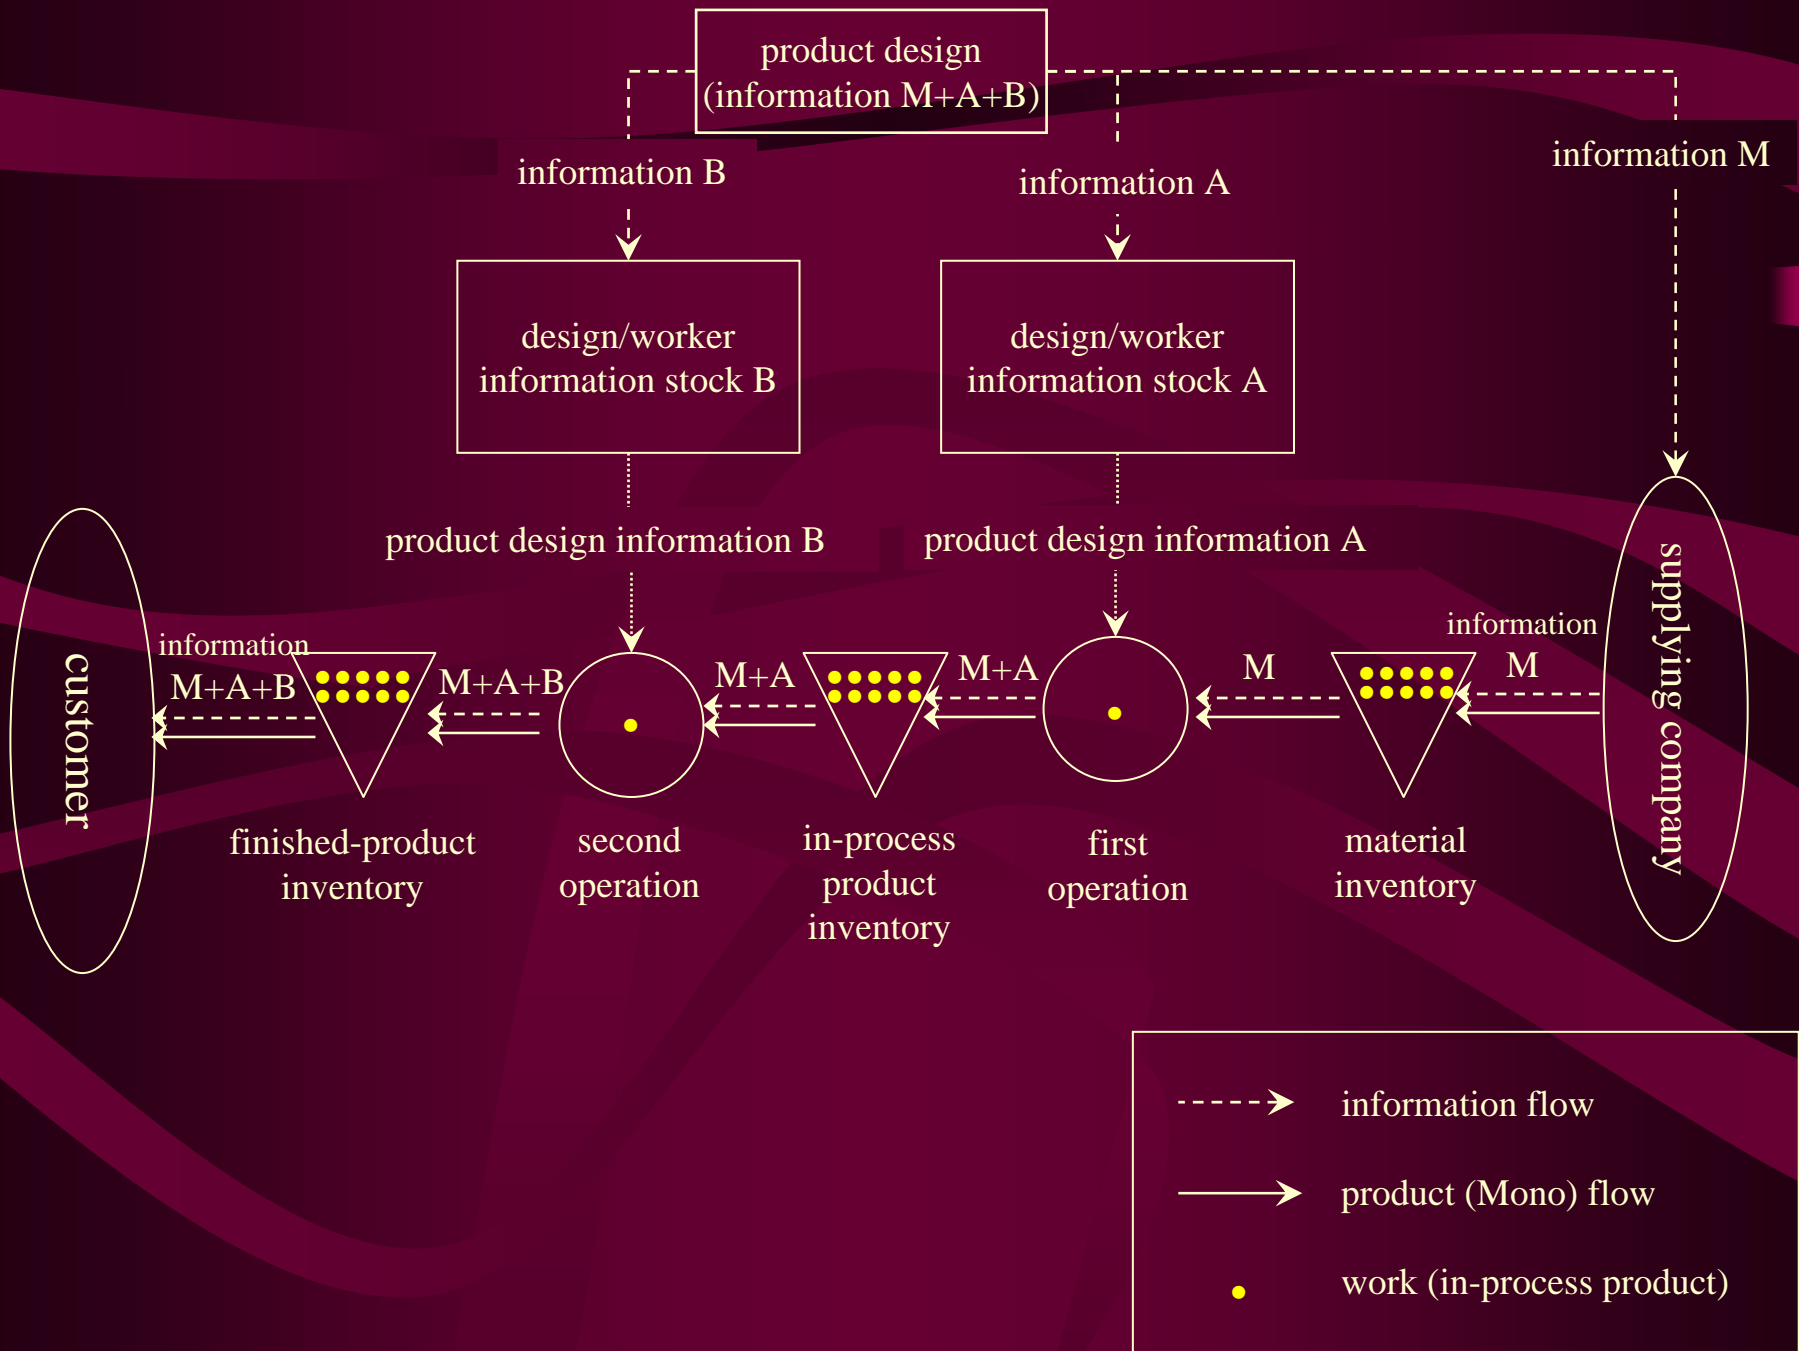 product design
(information M+A+B)
information B
information A
information M
design/worker
information stock B
design/worker
information stock A
product design information B
product design information A
customer
information
M+A+B
M+A+B
M+A
M+A
M
information
M
supplying company
finished-product
inventory
second
operation
in-process
product
inventory
first
operation
material
inventory
information flow
product (Mono) flow
work (in-process product)